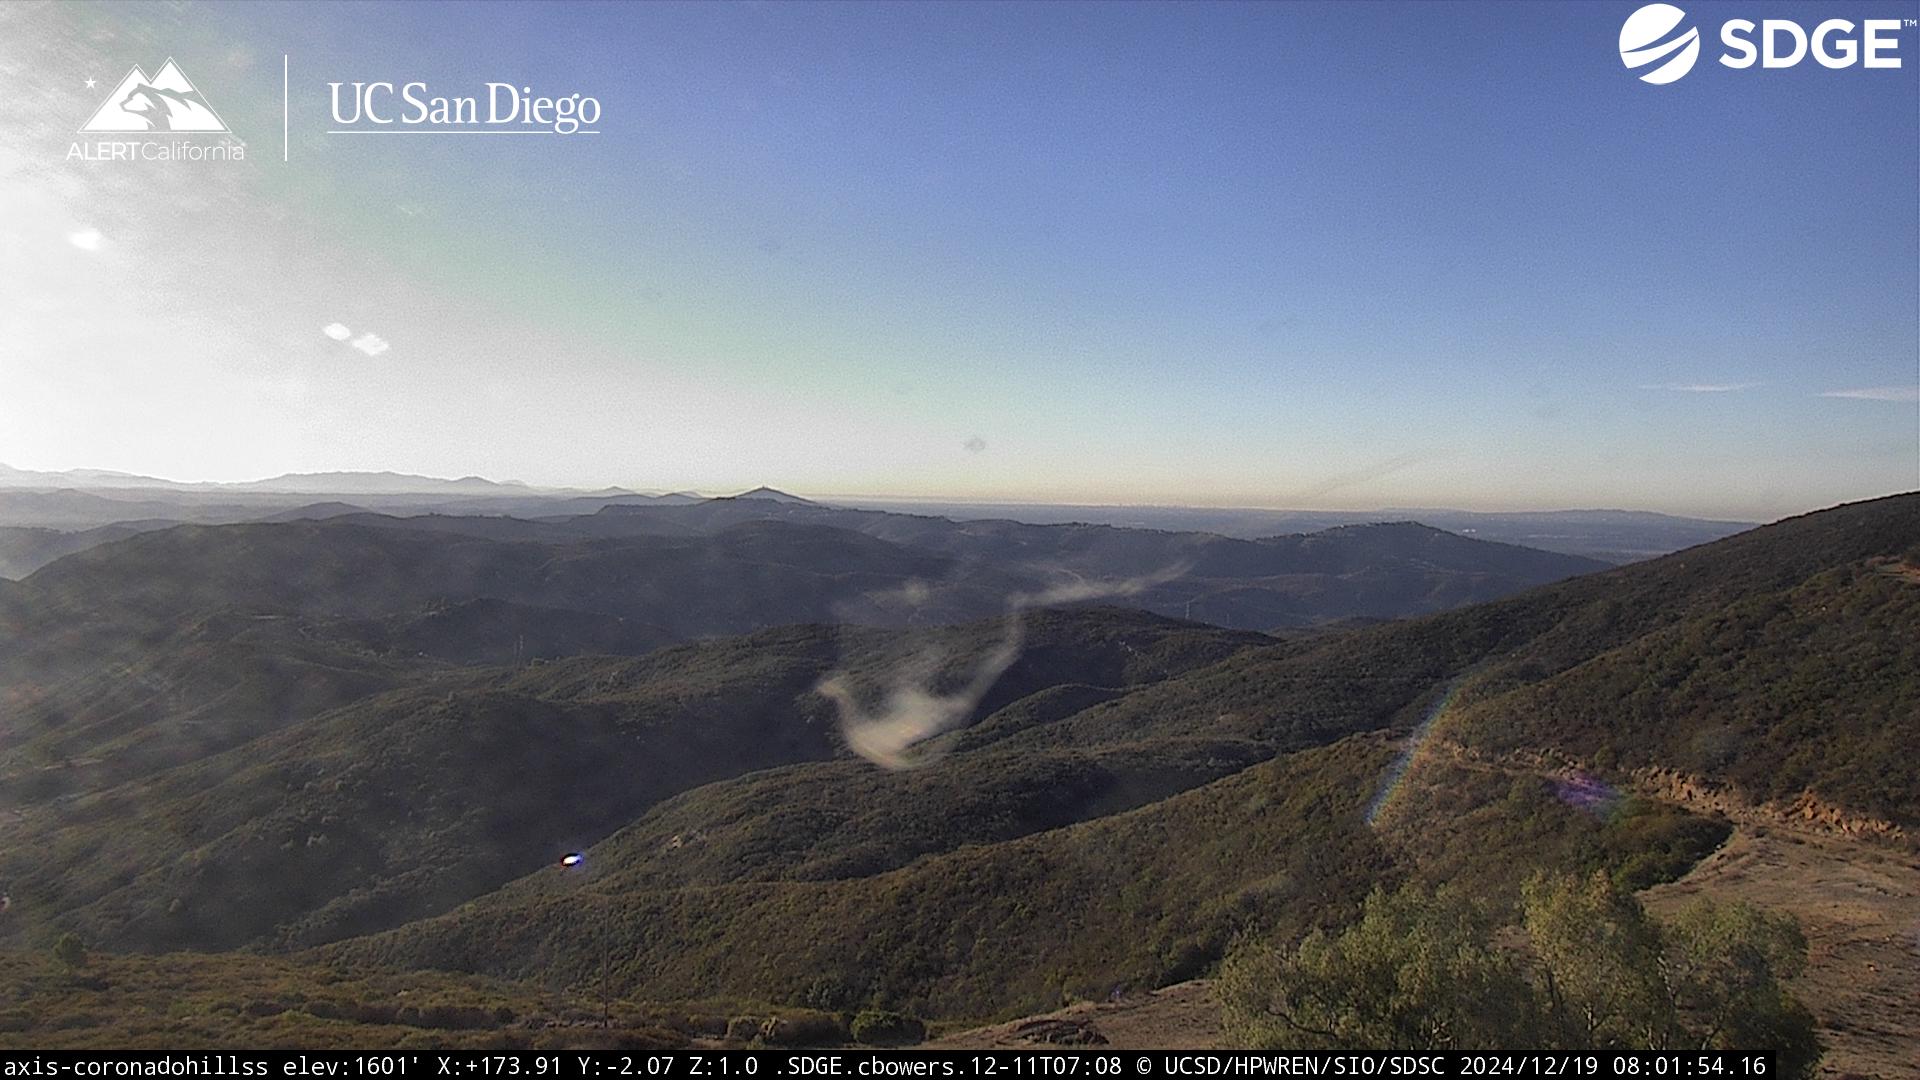 ALERTCalifornia
UC San Diego
SDGE™
axis-coronadohillss elev:1601' X:+173.91 Y:-2.07 Z:1.0 .SDGE.cbowers.12-11T07:08 © UCSD/HPWREN/SIO/SDSC 2024/12/19 08:01:54.16